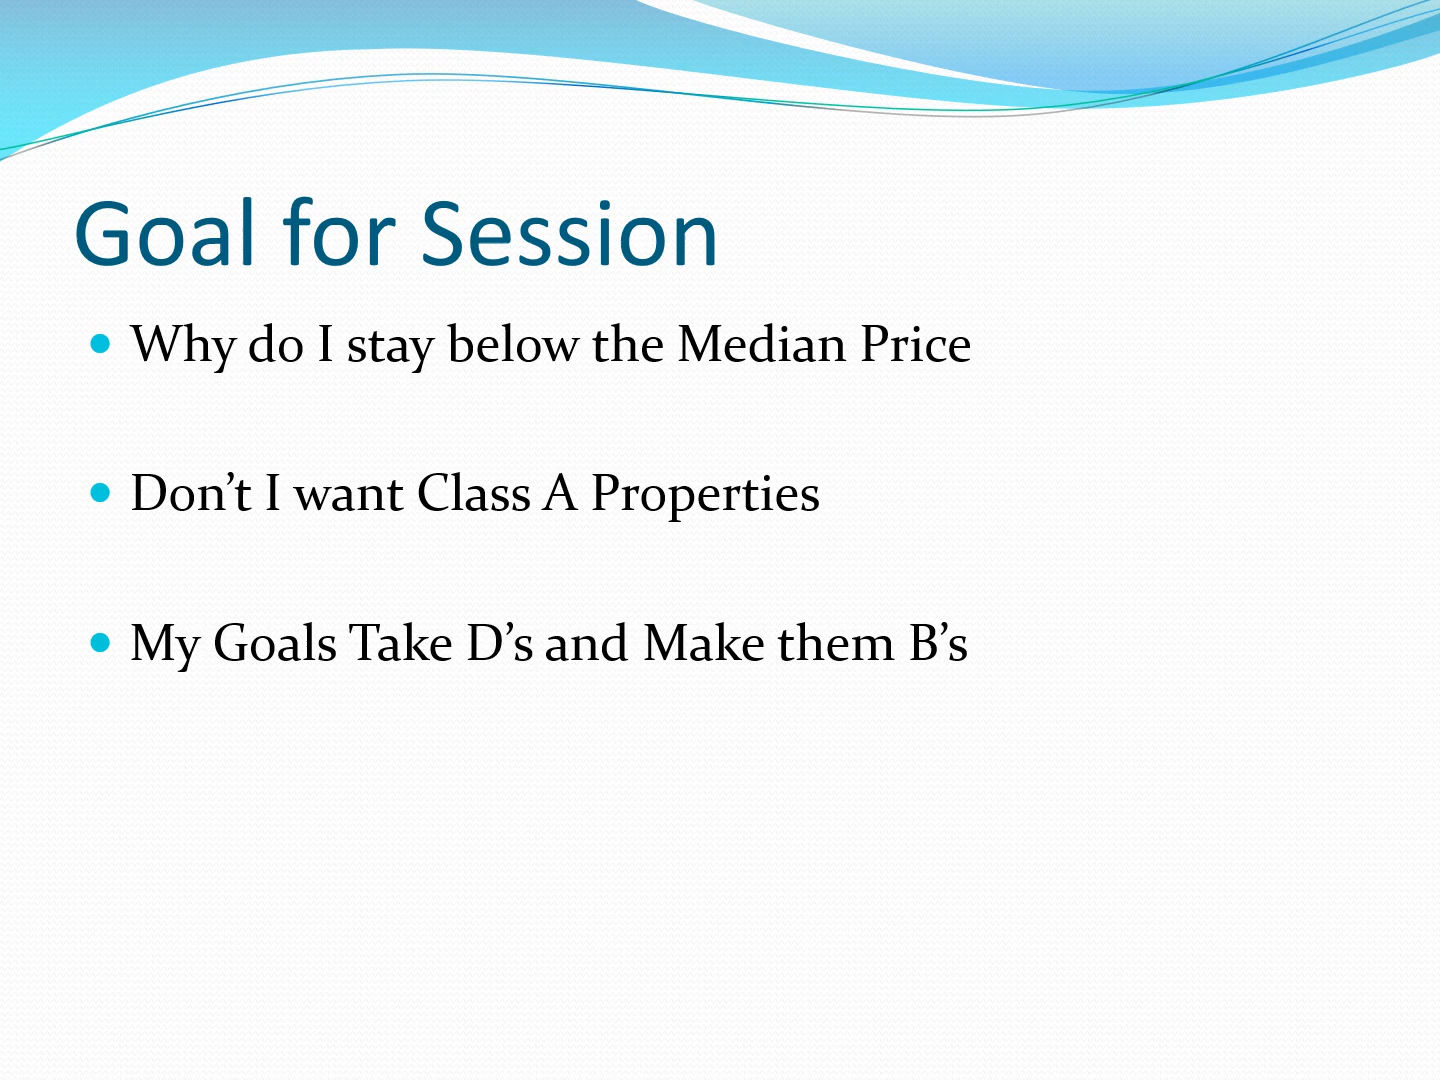 Goal for Session
• Why do I stay below the Median Price
• Don’t I want Class A Properties
• My Goals Take D’s and Make them B’s